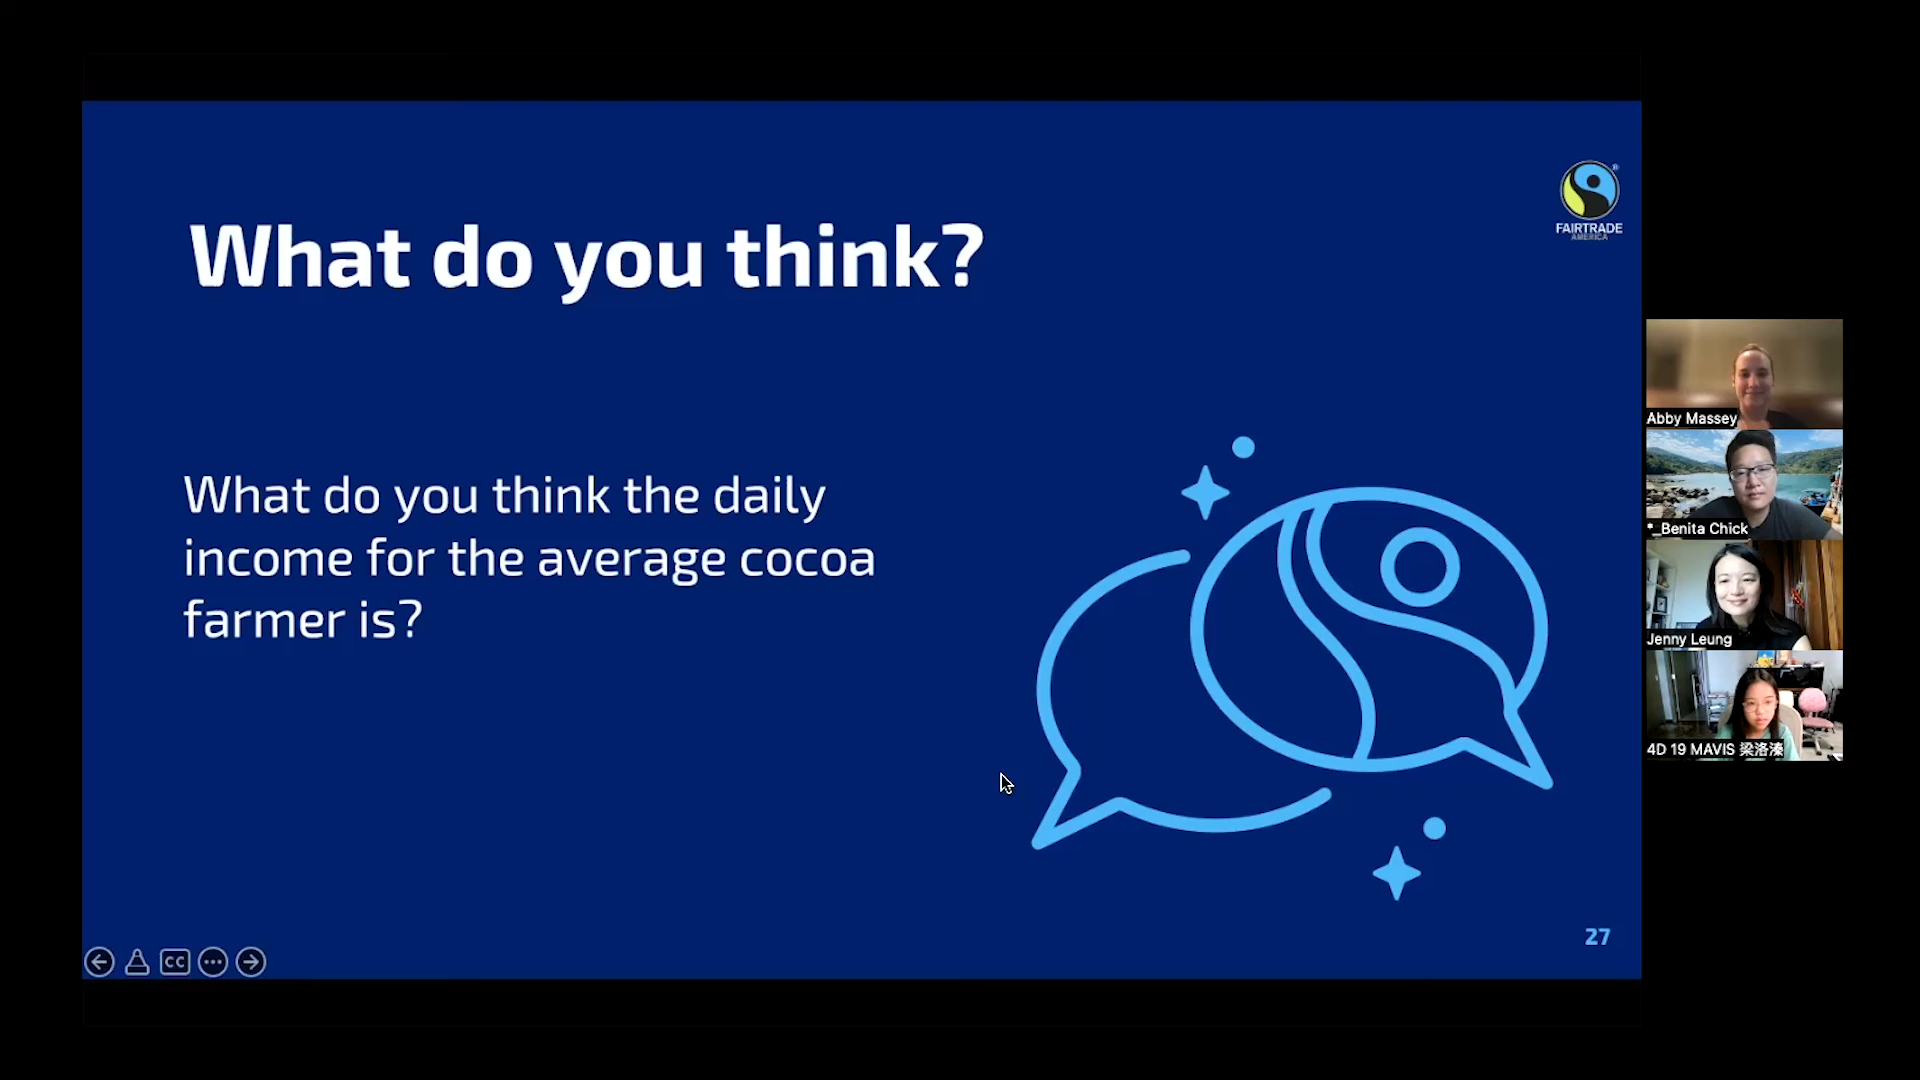 What do you think?
FAIRTRADE
AMERICA
What do you think the daily
income for the average cocoa
farmer is?
27
CC
Abby Massey
*_Benita Chick
Jenny Leung
4D 19 MAVIS 梁洛溱